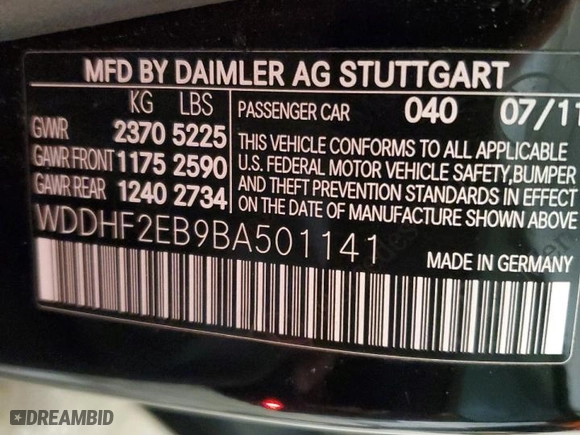 MFD BY DAIMLER AG STUTTGART
KG LBS
GVWR 2370 5225
GAWR FRONT 1175 2590
GAWR REAR 1240 2734
PASSENGER CAR 040 07/11
THIS VEHICLE CONFORMS TO ALL APPLICABLE
U.S. FEDERAL MOTOR VEHICLE SAFETY, BUMPER
AND THEFT PREVENTION STANDARDS IN EFFECT
ON THE DATE OF MANUFACTURE SHOWN ABOVE
WDDHF2EB9BA501141
MADE IN GERMANY
DREAMBID